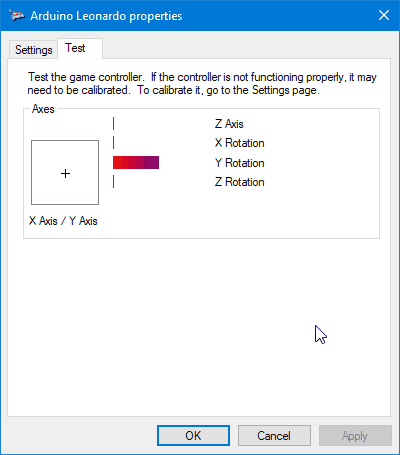 Arduino Leonardo properties
Settings
Test
Test the game controller. If the controller is not functioning properly, it may
need to be calibrated. To calibrate it, go to the Settings page.
Axes
Z Axis
X Rotation
Y Rotation
Z Rotation
X Axis / Y Axis
OK
Cancel
Apply